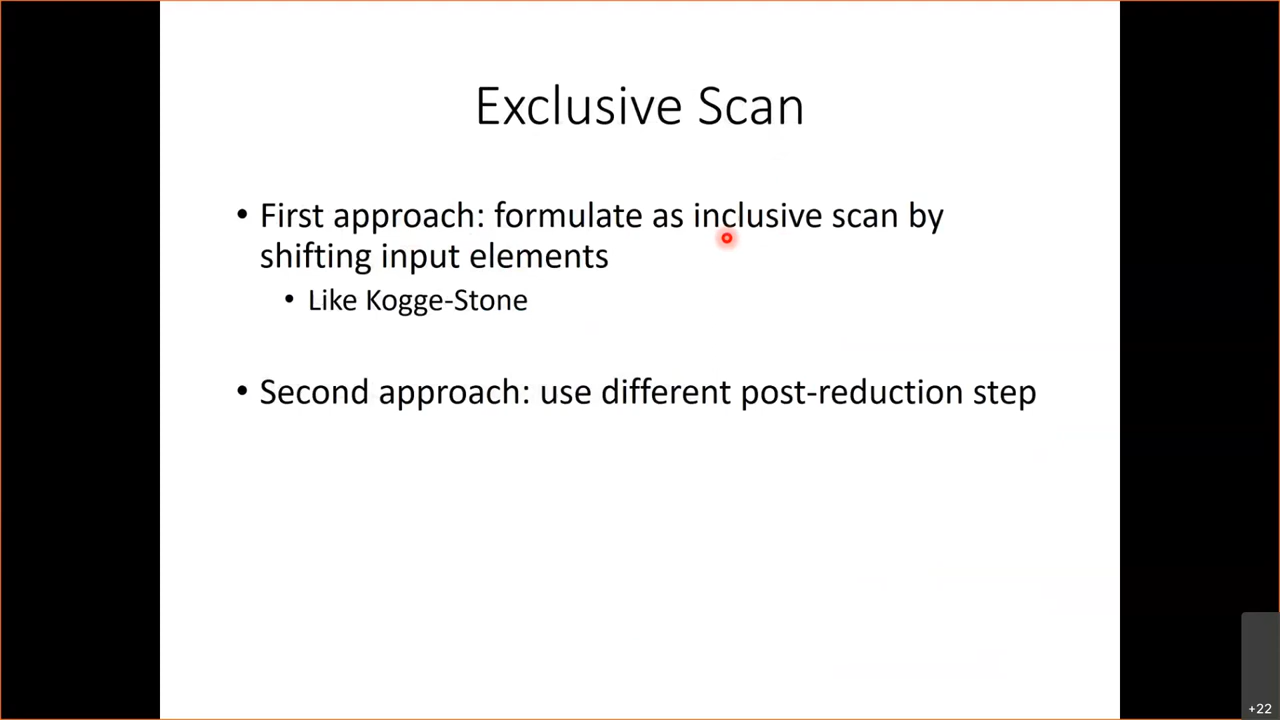 Exclusive Scan
• First approach: formulate as inclusive scan by
shifting input elements
• Like Kogge-Stone
• Second approach: use different post-reduction step
+22